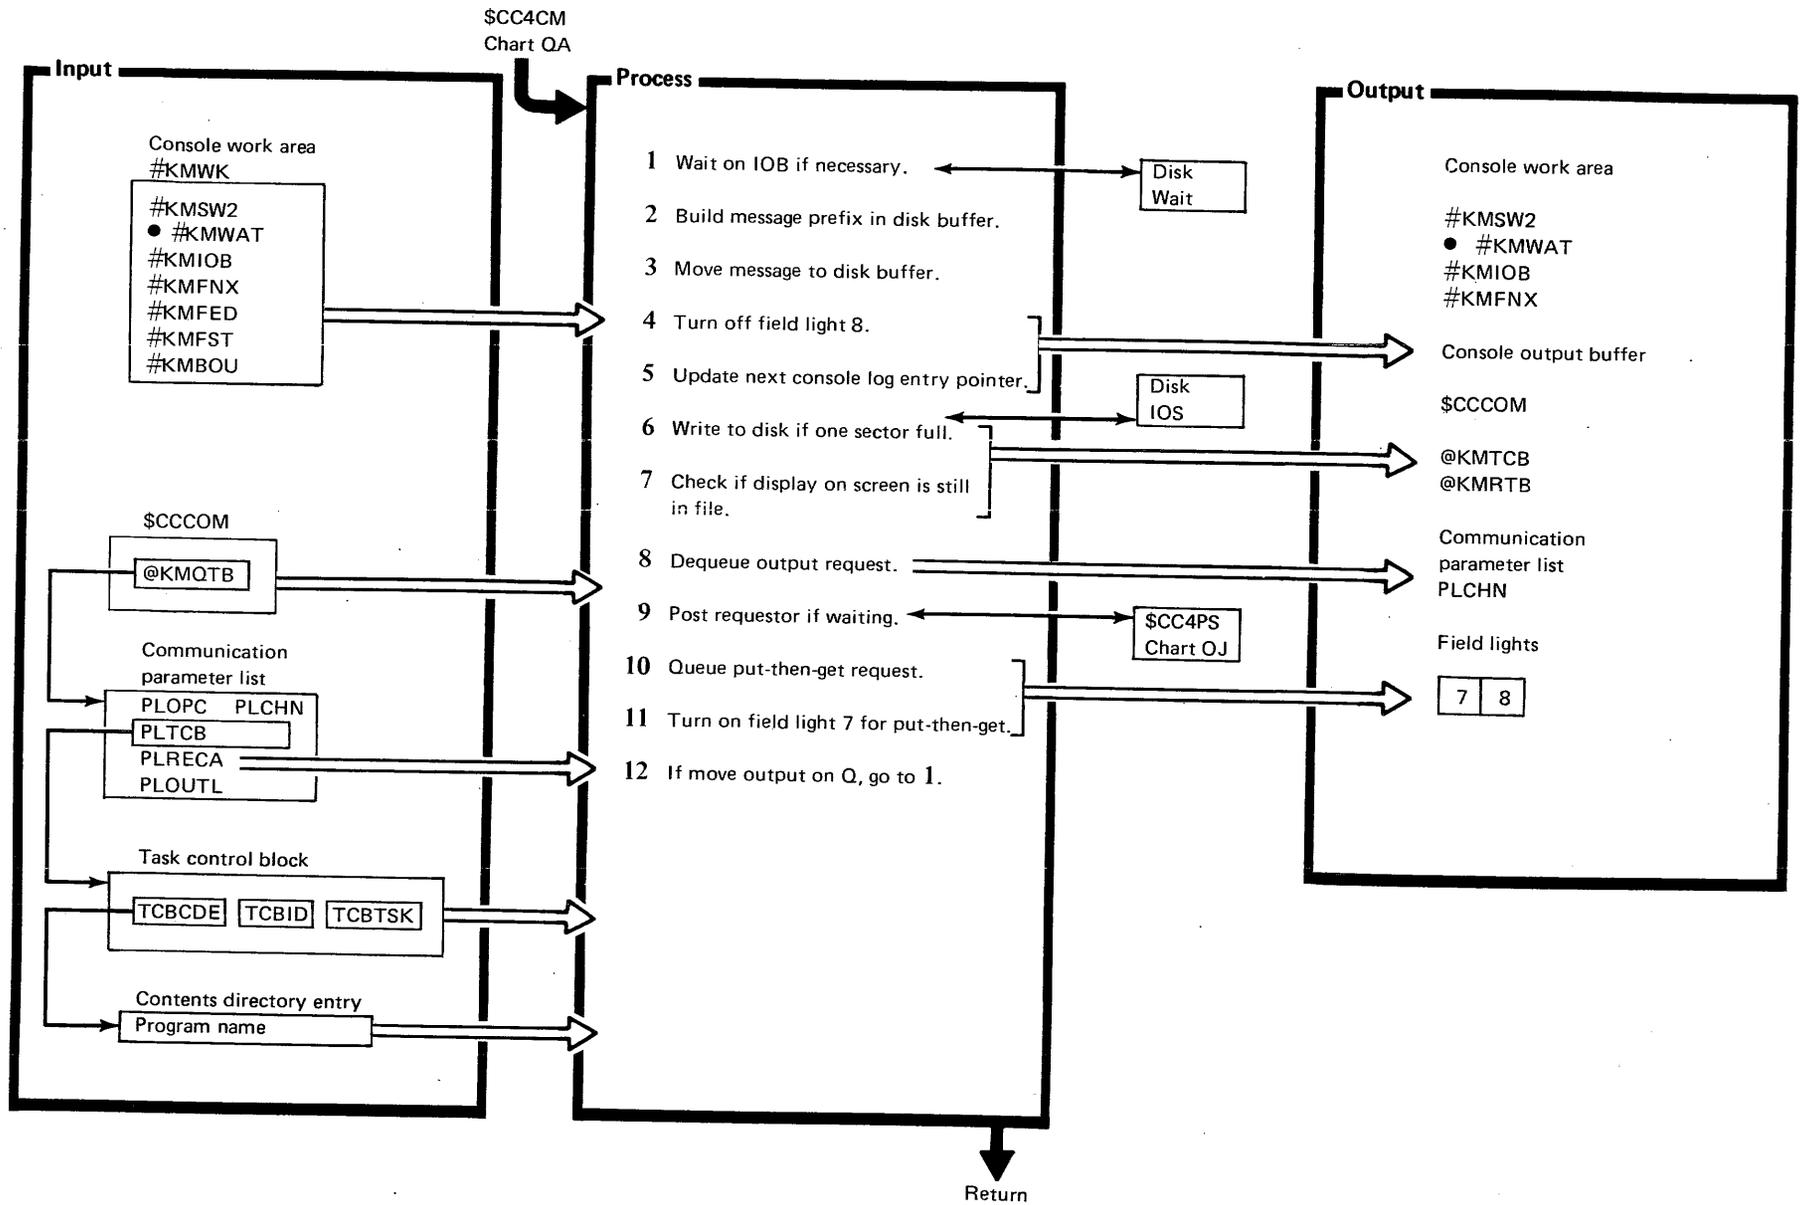 $CC4CM
Chart QA
Input
Console work area
#KMWK
#KMSW2
● #KMWAT
#KMIOB
#KMFNX
#KMFED
#KMFST
#KMBOU
$CCCOM
@KMQTB
Communication
parameter list
PLOPC PLCHN
PLTCB
PLRECA
PLOUTL
Task control block
TCBCDE TCBID TCBTSK
Contents directory entry
Program name
Process
1 Wait on IOB if necessary.
2 Build message prefix in disk buffer.
3 Move message to disk buffer.
4 Turn off field light 8.
5 Update next console log entry pointer.
6 Write to disk if one sector full.
7 Check if display on screen is still
in file.
8 Dequeue output request.
9 Post requestor if waiting.
10 Queue put-then-get request.
11 Turn on field light 7 for put-then-get.
12 If move output on Q, go to 1.
Disk
Wait
Disk
IOS
$CC4PS
Chart OJ
Return
Output
Console work area
#KMSW2
● #KMWAT
#KMIOB
#KMFNX
Console output buffer
$CCCOM
@KMTCB
@KMRTB
Communication
parameter list
PLCHN
Field lights
7 8